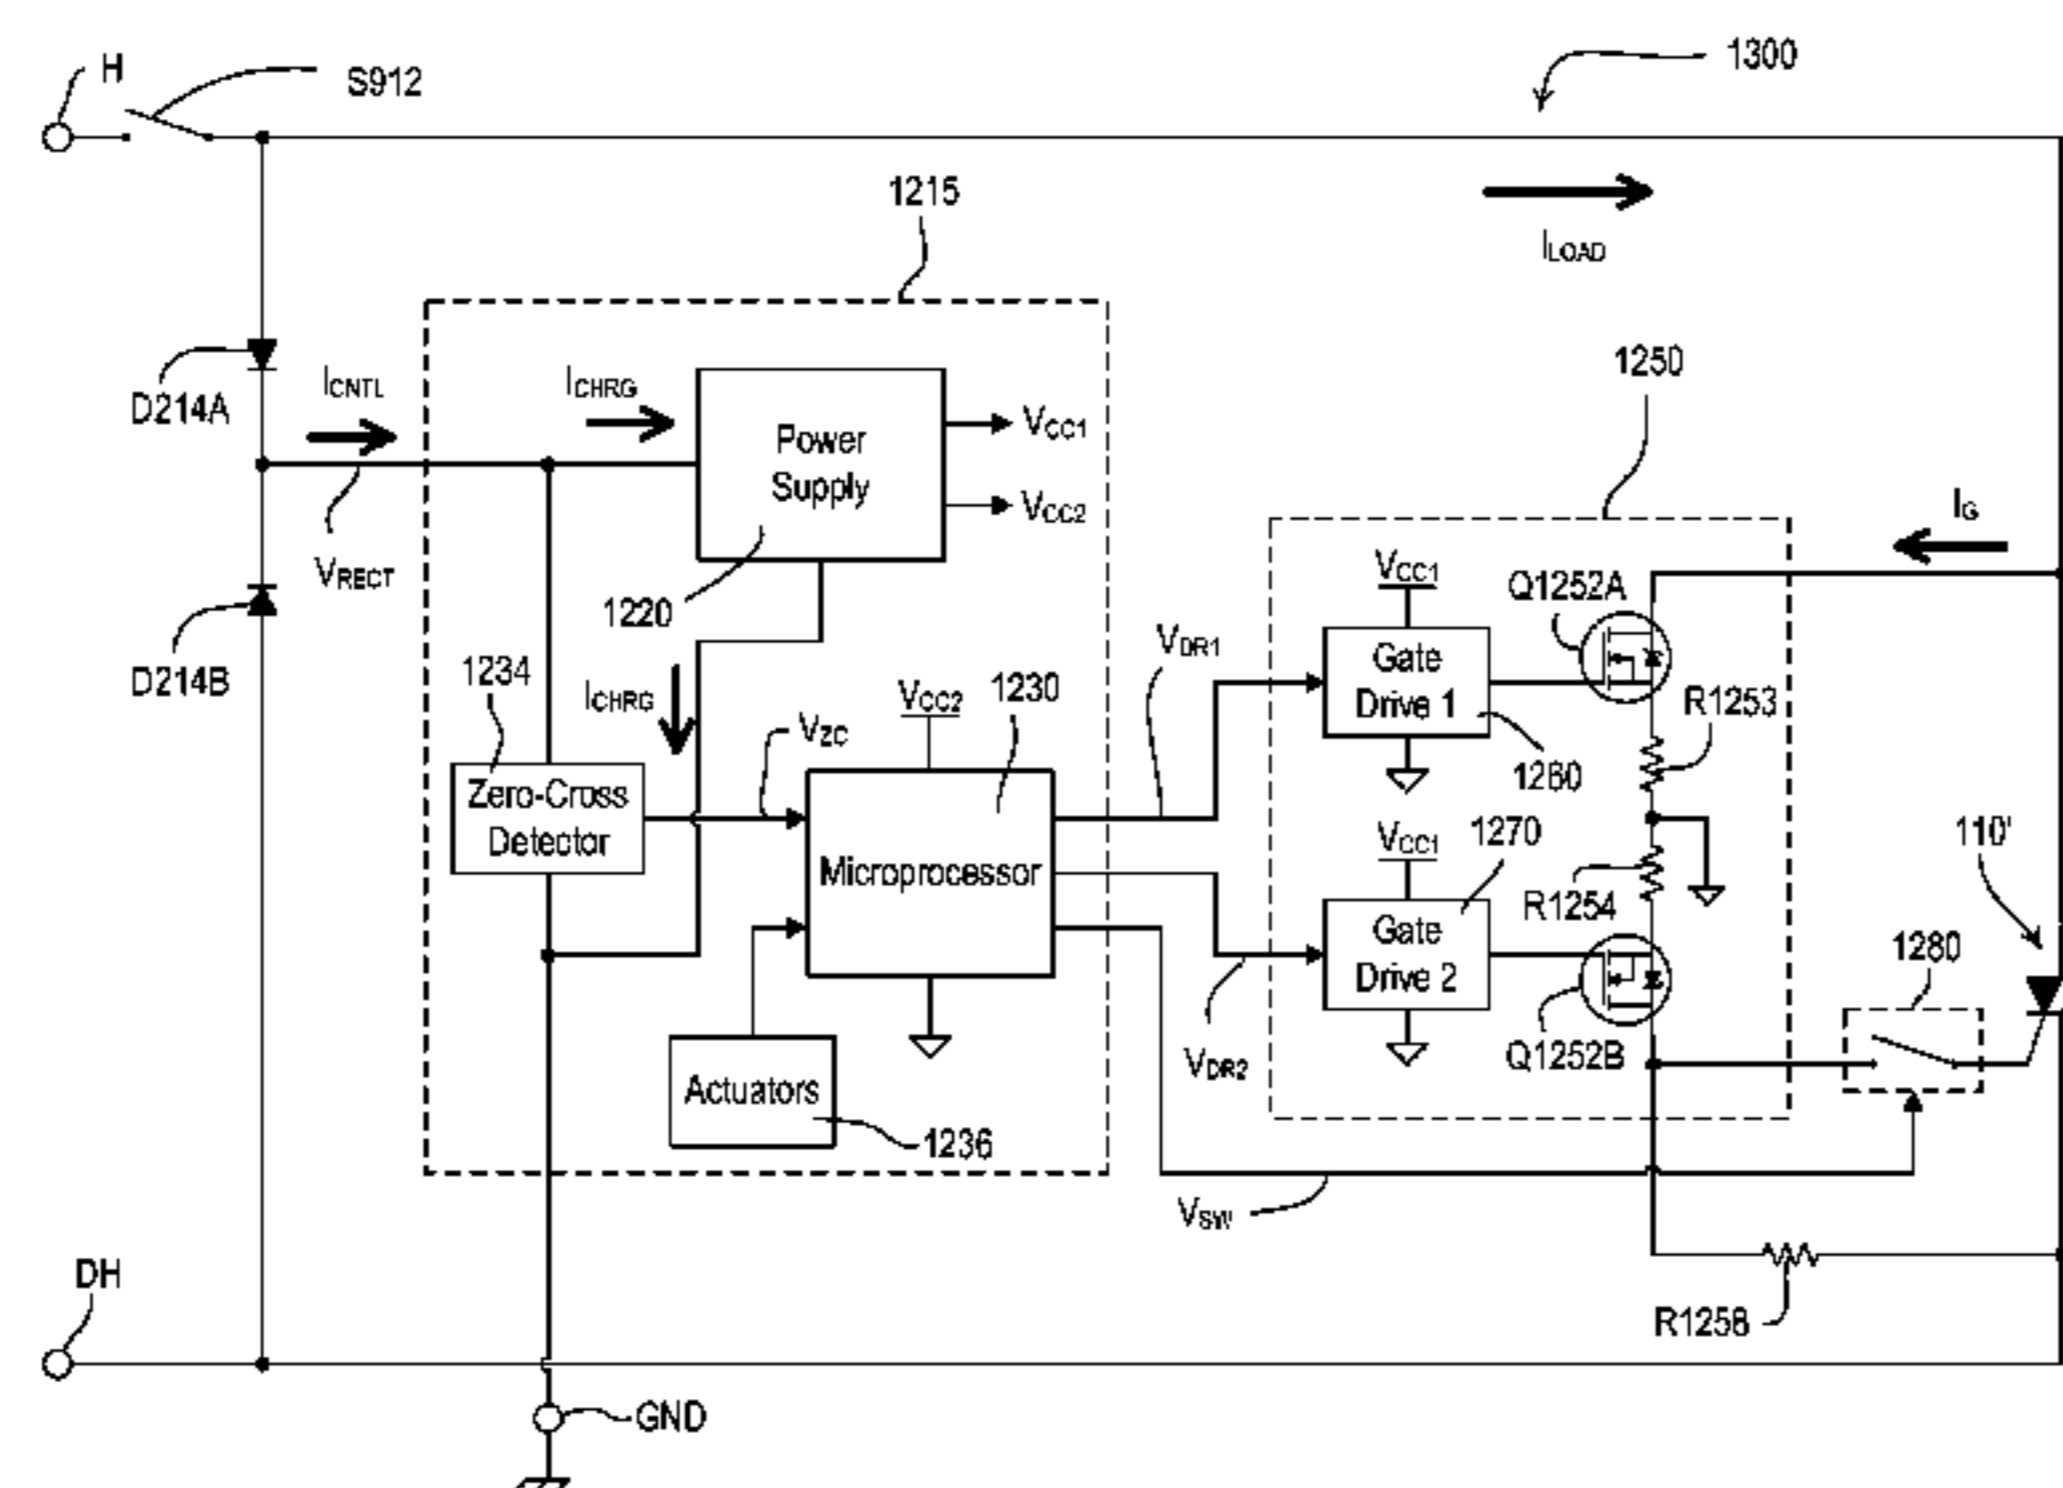 H
S912
1300
1215
ILOAD
D214A
ICNTL
ICHRG
Power
Supply
VCC1
VCC2
1250
IG
VRECT
1220
D214B
1234
ICHRG
VZC
VCC2
1230
VDR1
VCC1
Gate
Drive 1
1260
Q1252A
R1253
Zero-Cross
Detector
Microprocessor
VCC1
1270
R1254
110'
Gate
Drive 2
1280
VDR2
Q1252B
Actuators
1236
VSW
DH
R1258
GND